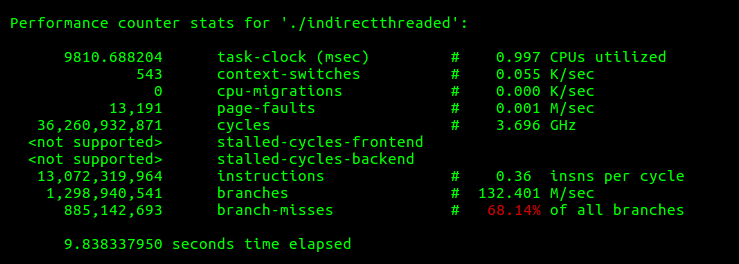 Performance counter stats for './indirectthreaded':
9810.688204 task-clock (msec) # 0.997 CPUs utilized
543 context-switches # 0.055 K/sec
0 cpu-migrations # 0.000 K/sec
13,191 page-faults # 0.001 M/sec
36,260,932,871 cycles # 3.696 GHz
<not supported> stalled-cycles-frontend
<not supported> stalled-cycles-backend
13,072,319,964 instructions # 0.36 insns per cycle
1,298,940,541 branches # 132.401 M/sec
885,142,693 branch-misses # 68.14% of all branches
9.838337950 seconds time elapsed